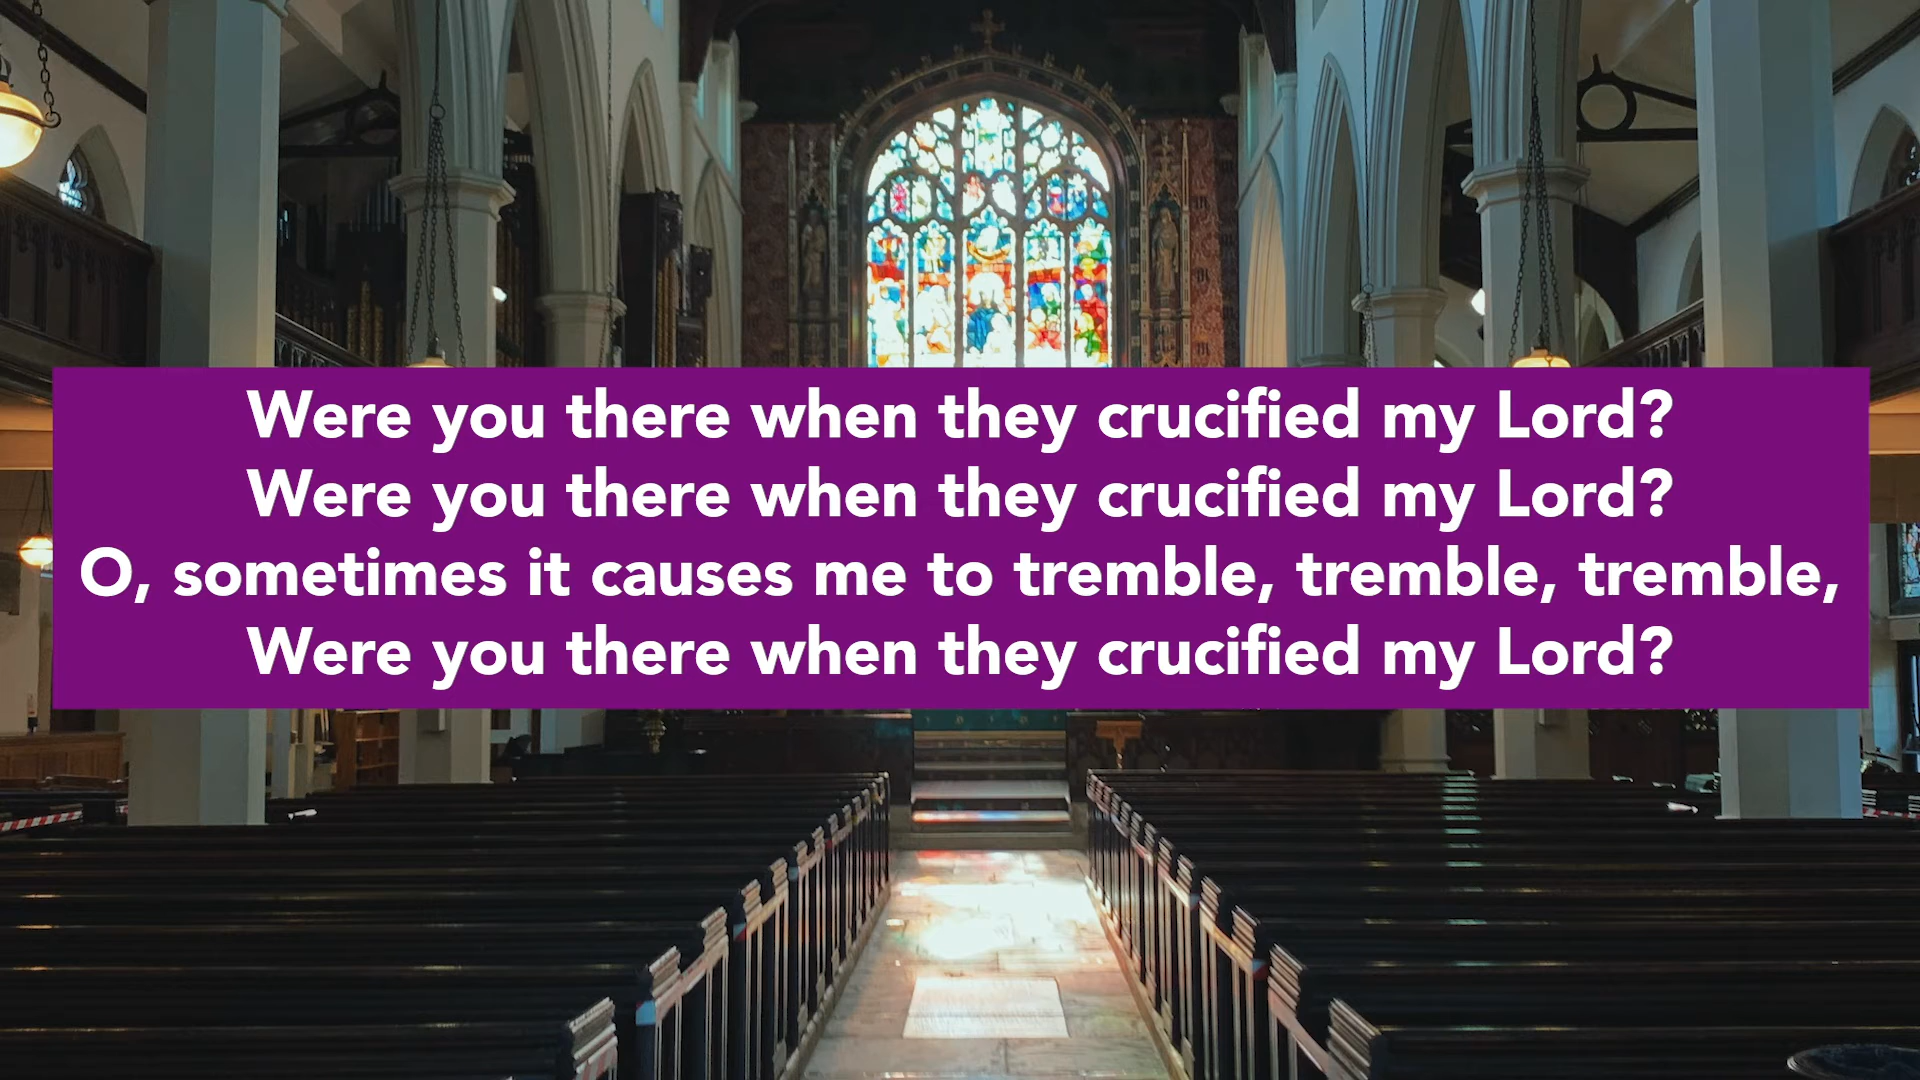 Were you there when they crucified my Lord?
Were you there when they crucified my Lord?
O, sometimes it causes me to tremble, tremble, tremble,
Were you there when they crucified my Lord?